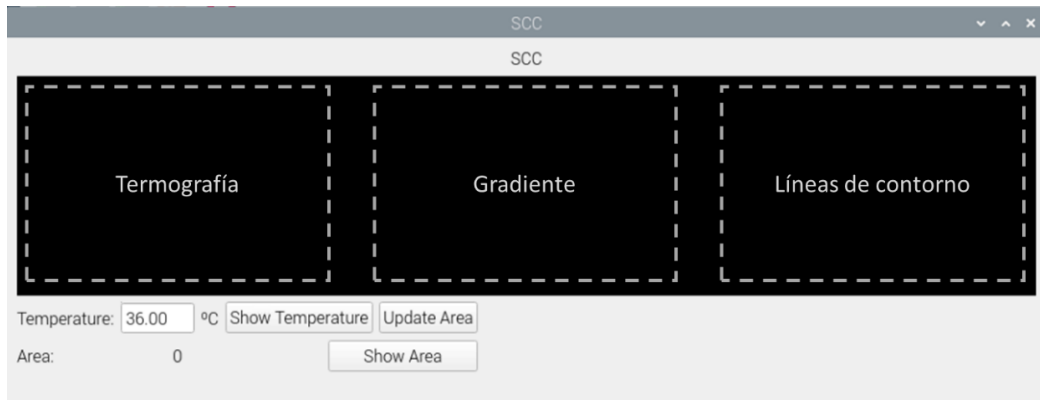 SCC
SCC
Termografía Gradiente Líneas de contorno
Temperature: 36.00 ºC Show Temperature Update Area
Area: 0 Show Area